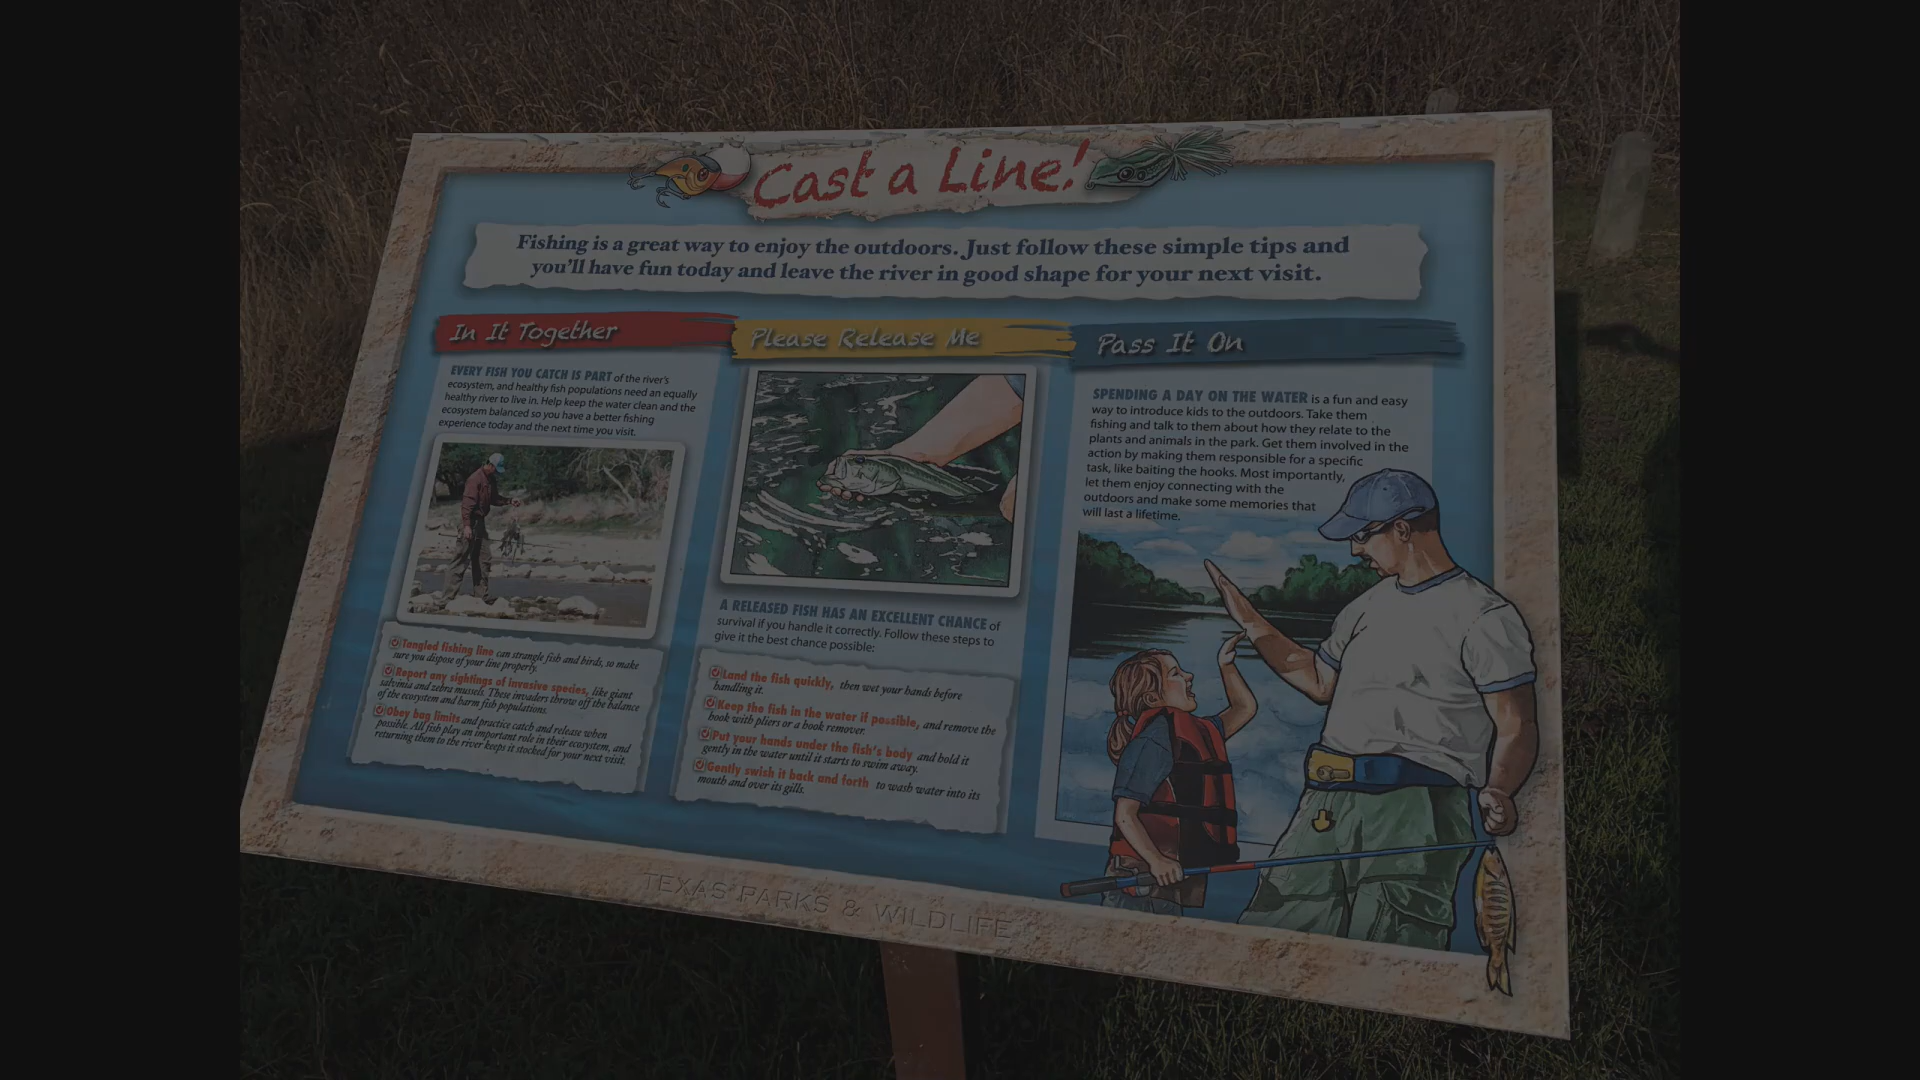 Cast a Line!
Fishing is a great way to enjoy the outdoors. Just follow these simple tips and
you'll have fun today and leave the river in good shape for your next visit.
In It Together
EVERY FISH YOU CATCH IS PART of the river's
ecosystem, and healthy fish populations need an equally
healthy river to live in. Help keep the water clean and the
ecosystem balanced so you have a better fishing
experience today and the next time you visit.
Tangled fishing line can strangle fish and birds, so make
sure you dispose of your line properly.
Report any sightings of invasive species, like giant
salvinia and zebra mussels. These invaders throw off the balance
of the ecosystem and harm fish populations.
Obey bag limits and practice catch and release when
possible. All fish play an important role in their ecosystem, and
returning them to the river keeps it stocked for your next visit.
Please Release Me
A RELEASED FISH HAS AN EXCELLENT CHANCE of
survival if you handle it correctly. Follow these steps to
give it the best chance possible:
Land the fish quickly, then wet your hands before
handling it.
Keep the fish in the water if possible, and remove the
hook with pliers or a hook remover.
Put your hands under the fish's body and hold it
gently in the water until it starts to swim away.
Gently swish it back and forth to wash water into its
mouth and over its gills.
Pass It On
SPENDING A DAY ON THE WATER is a fun and easy
way to introduce kids to the outdoors. Take them
fishing and talk to them about how they relate to the
plants and animals in the park. Get them involved in the
action by making them responsible for a specific
task, like baiting the hooks. Most importantly,
let them enjoy connecting with the
outdoors and make some memories that
will last a lifetime.
TEXAS PARKS & WILDLIFE